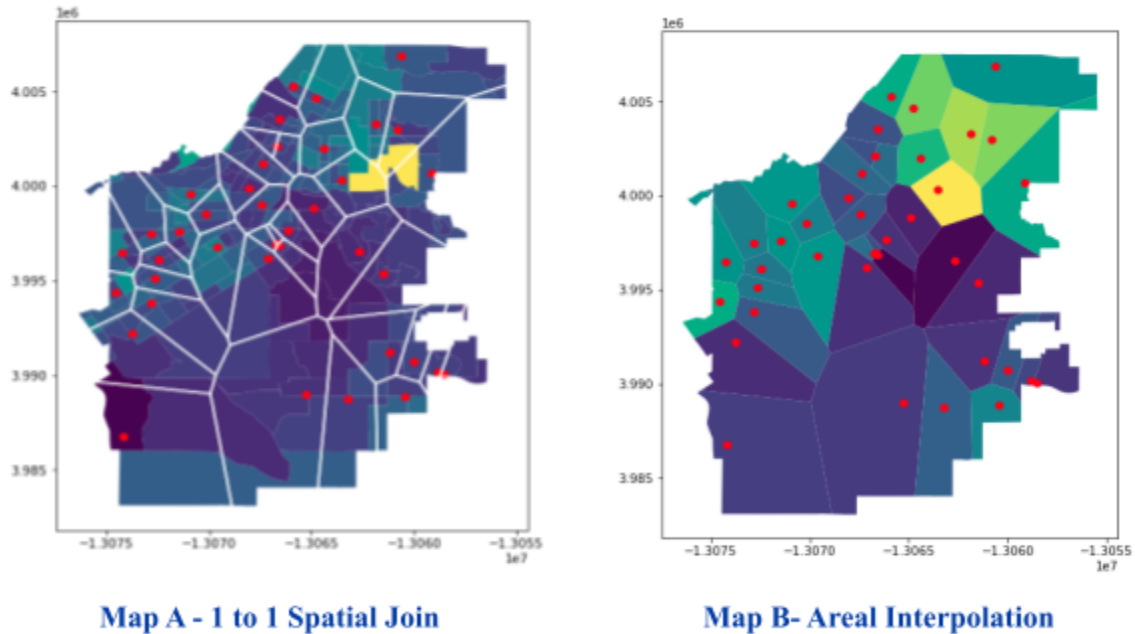 1e6
4.005
4.000
3.995
3.990
3.985
−1.3075 −1.3070 −1.3065 −1.3060 −1.3055
1e7
Map A - 1 to 1 Spatial Join
1e6
4.005
4.000
3.995
3.990
3.985
−1.3075 −1.3070 −1.3065 −1.3060 −1.3055
1e7
Map B- Areal Interpolation